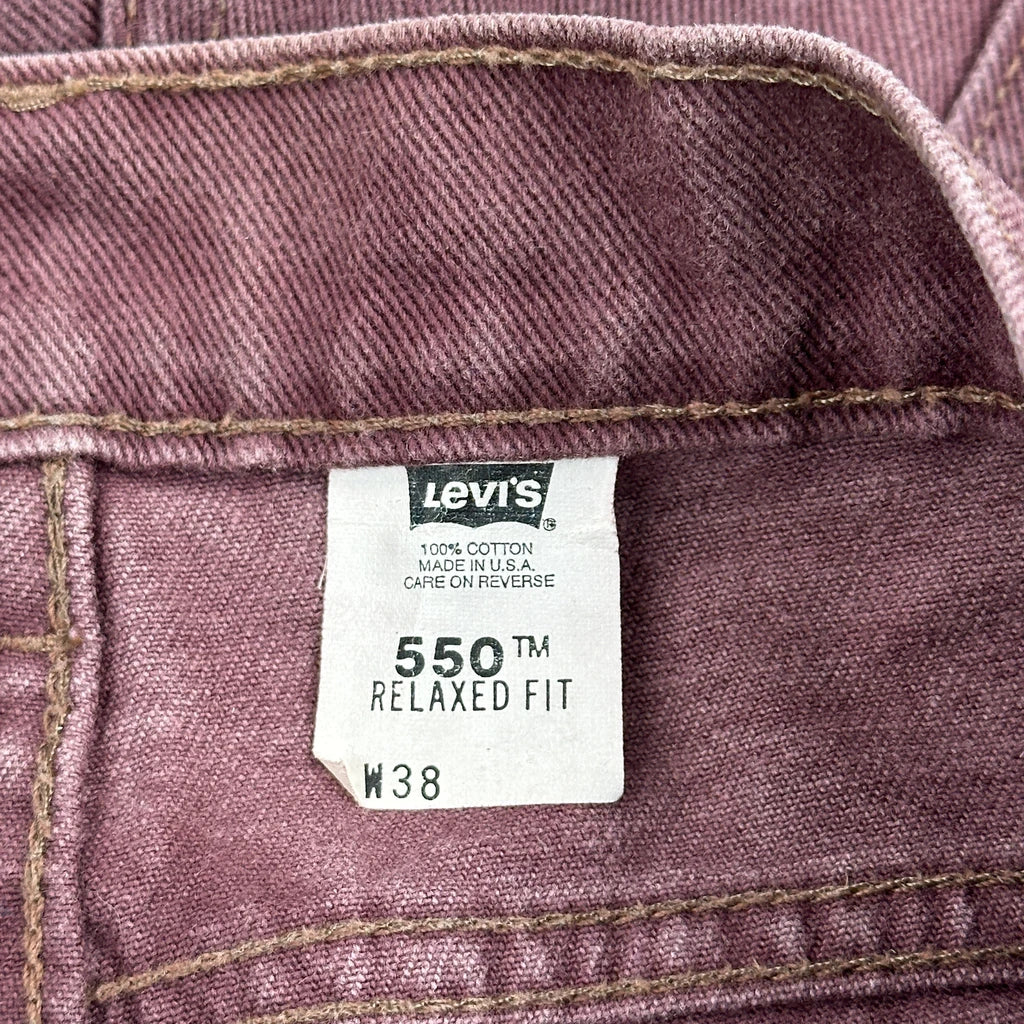 LEVI'S ®
100% COTTON
MADE IN U.S.A.
CARE ON REVERSE
550™
RELAXED FIT
W38